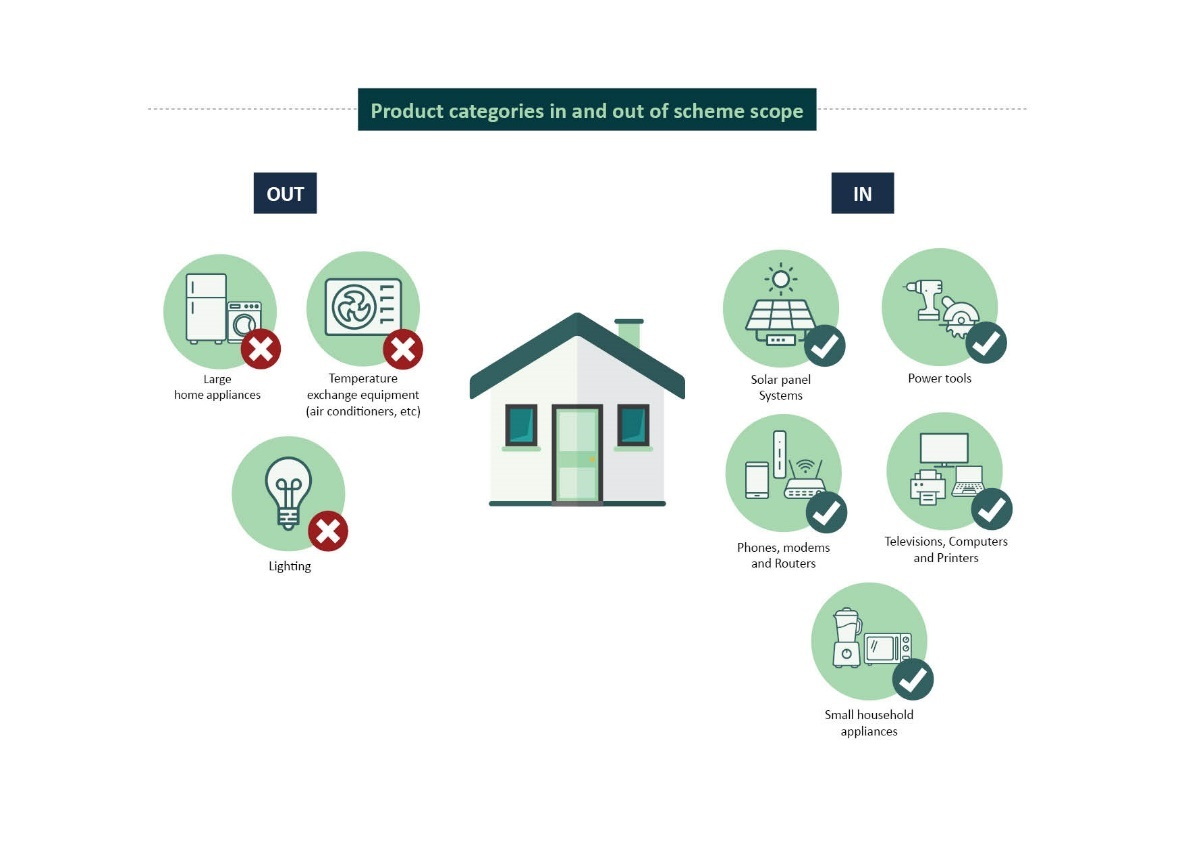 Product categories in and out of scheme scope
OUT
IN
Large
home appliances
Temperature
exchange equipment
(air conditioners, etc)
Lighting
Solar panel
Systems
Power tools
Phones, modems
and Routers
Televisions, Computers
and Printers
Small household
appliances